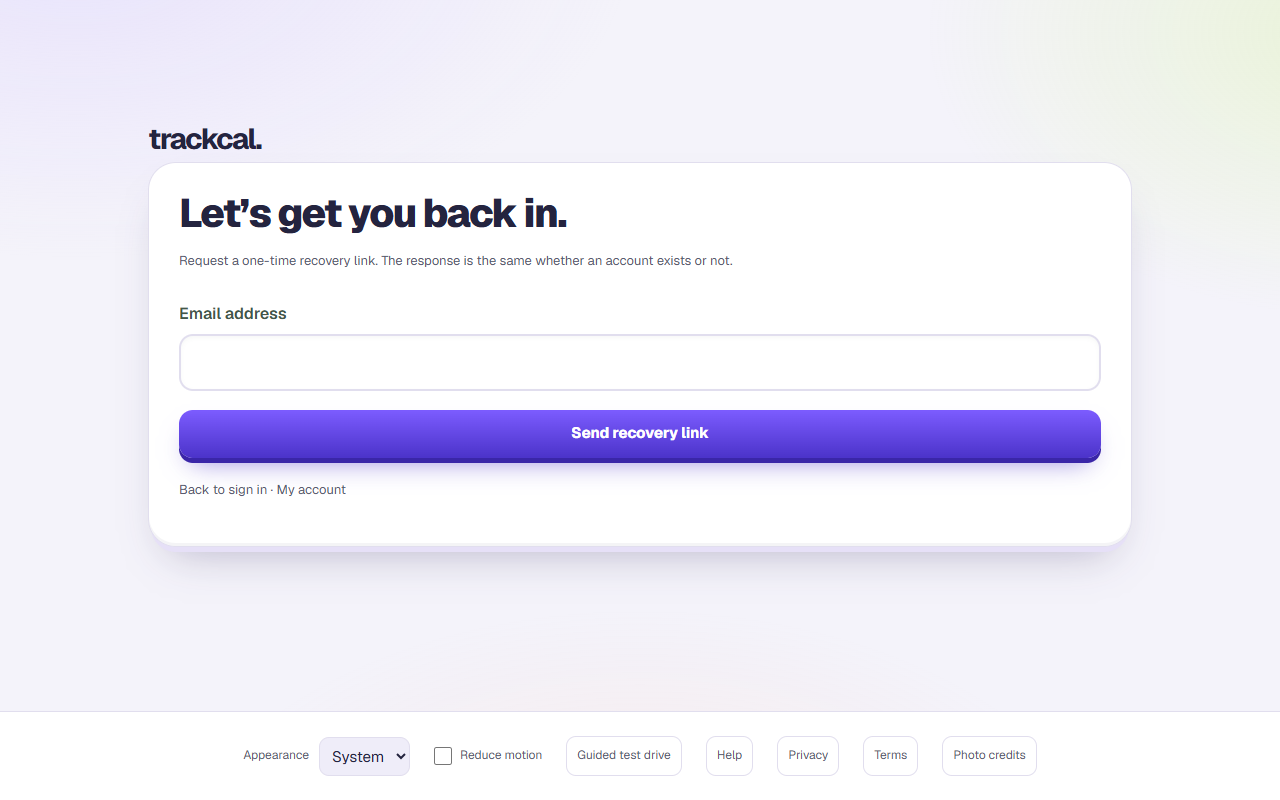 trackcal.
Let’s get you back in.
Request a one-time recovery link. The response is the same whether an account exists or not.
Email address
Send recovery link
Back to sign in · My account
Appearance System Reduce motion Guided test drive Help Privacy Terms Photo credits